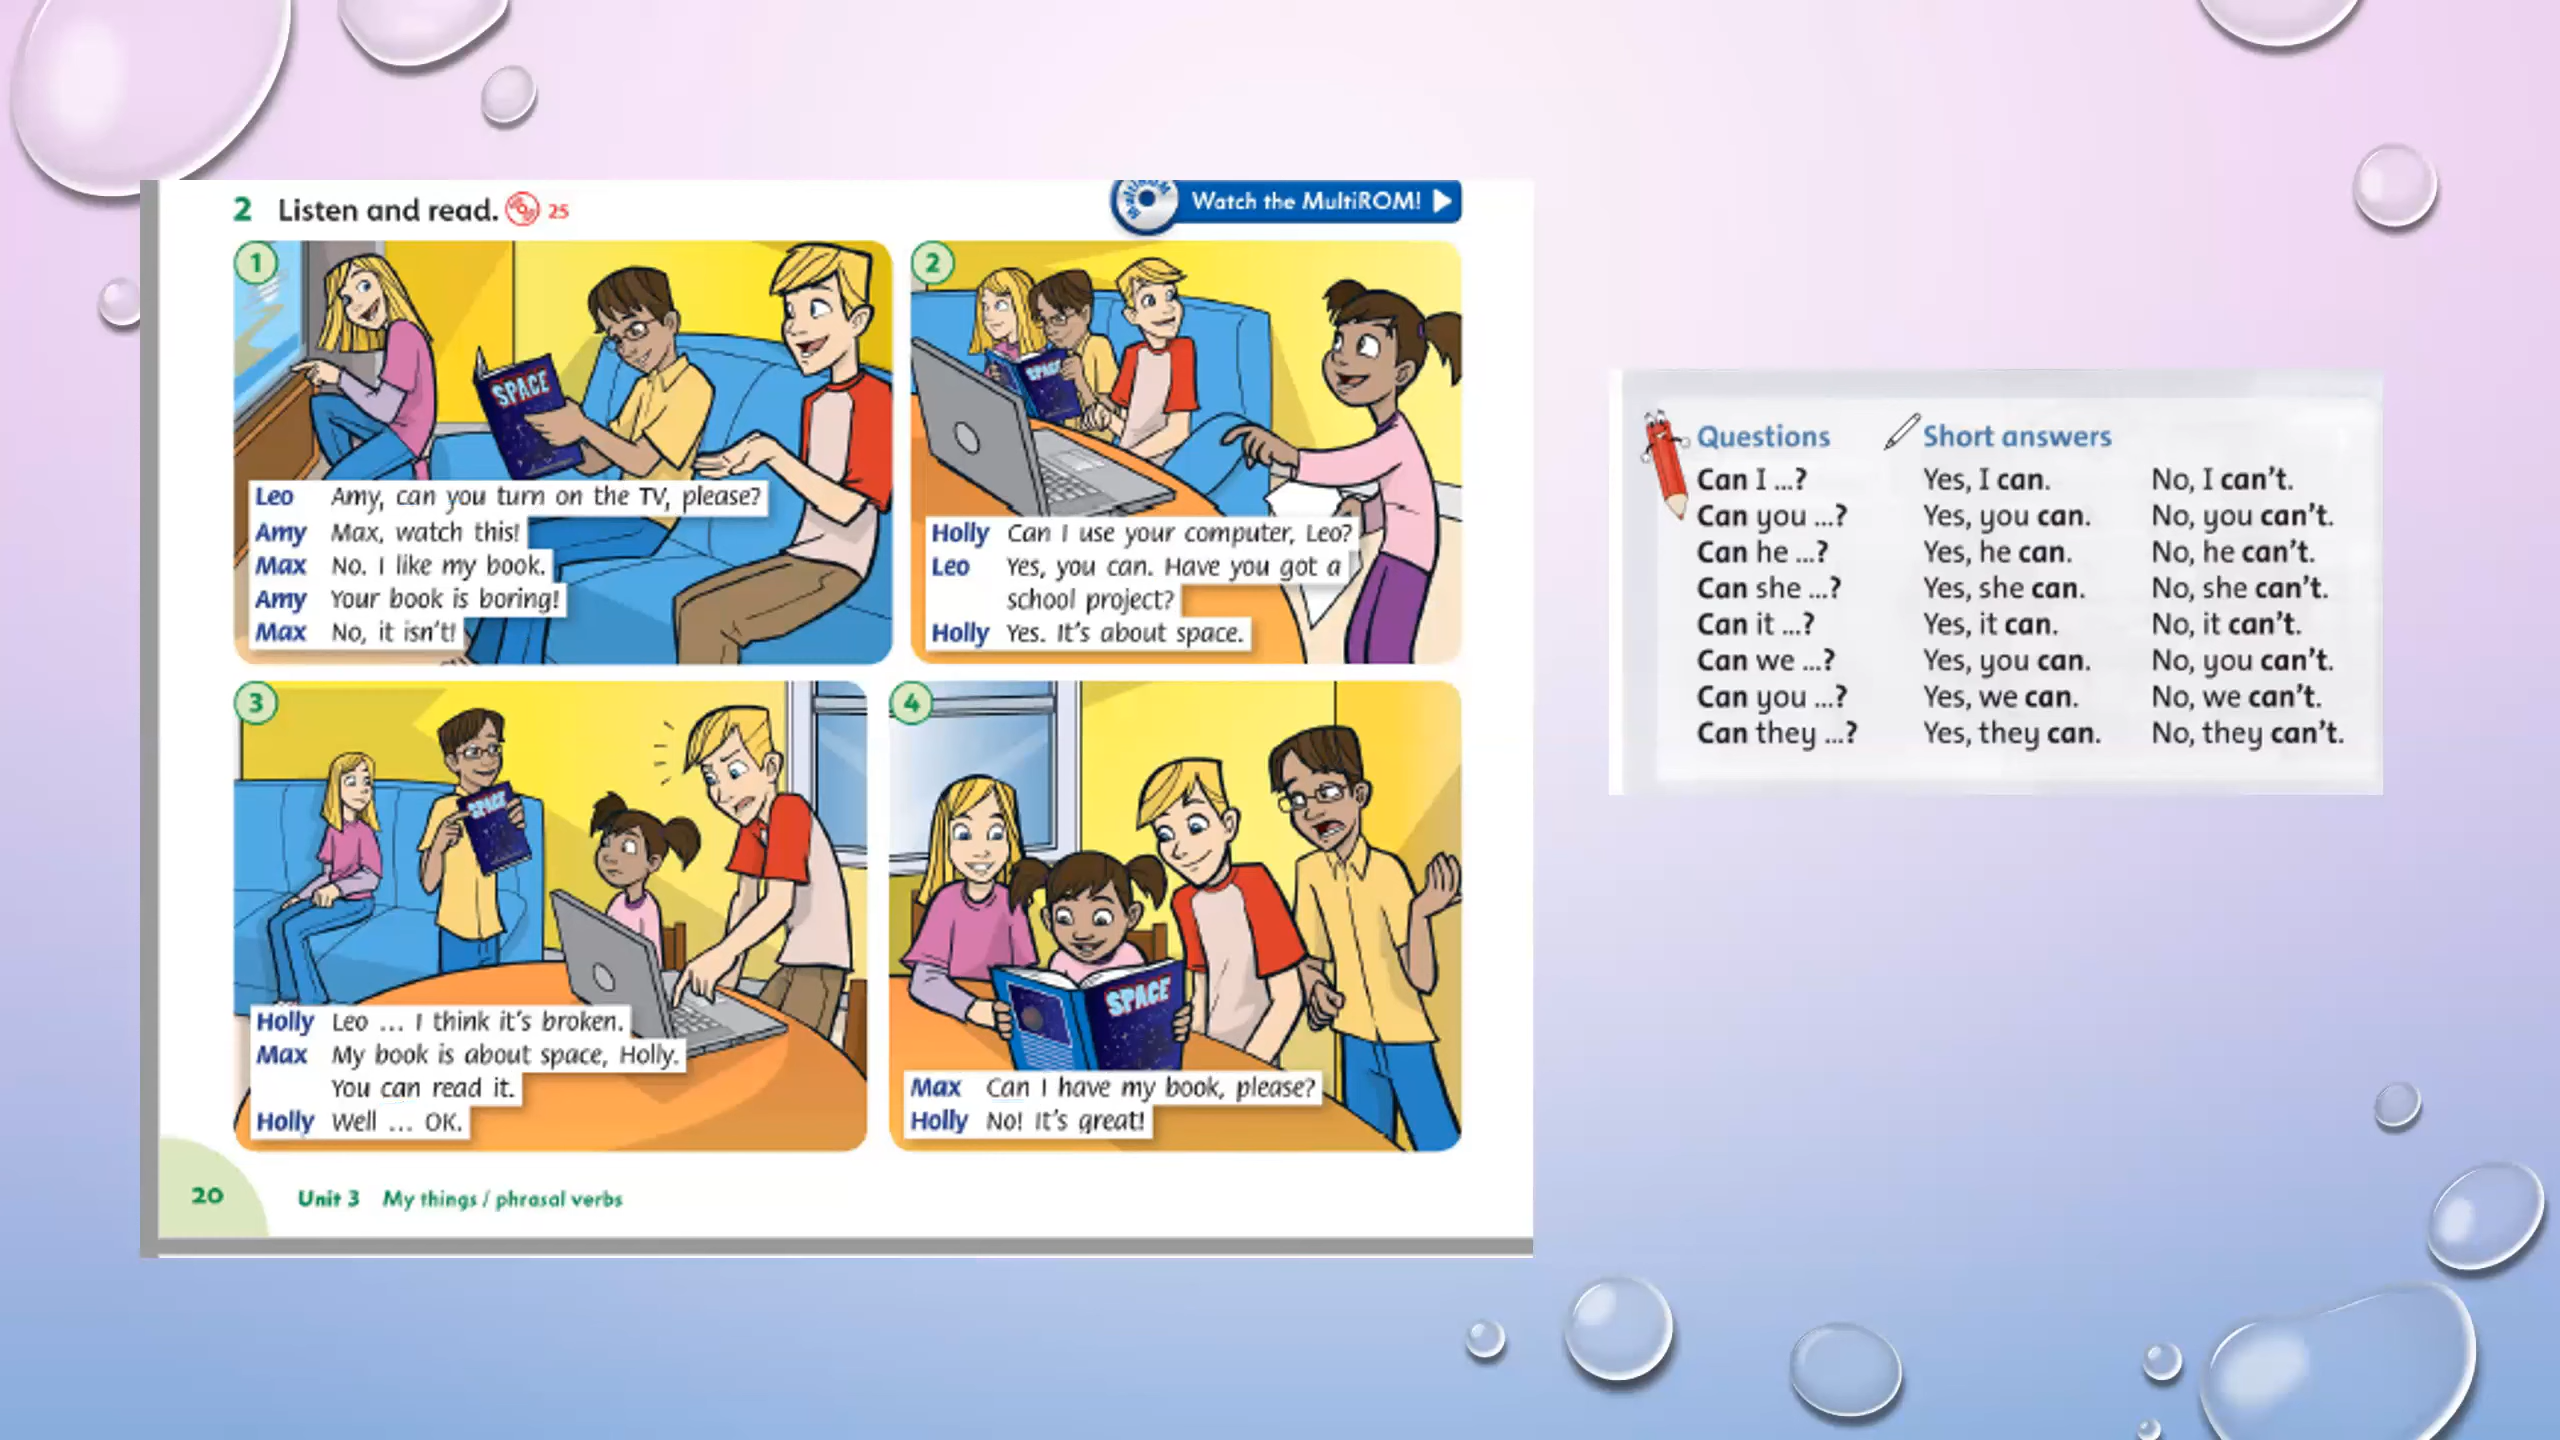 2 Listen and read. 25
Watch the MultiROM!
1
SPACE
Leo Amy, can you turn on the TV, please?
Amy Max, watch this!
Max No. I like my book.
Amy Your book is boring!
Max No, it isn't!
2
SPACE
Holly Can I use your computer, Leo?
Leo Yes, you can. Have you got a
school project?
Holly Yes. It's about space.
3
SPACE
Holly Leo ... I think it's broken.
Max My book is about space, Holly.
You can read it.
Holly Well ... OK.
4
SPACE
Max Can I have my book, please?
Holly No! It's great!
20 Unit 3 My things / phrasal verbs
Questions Short answers
Can I ...? Yes, I can. No, I can't.
Can you ...? Yes, you can. No, you can't.
Can he ...? Yes, he can. No, he can't.
Can she ...? Yes, she can. No, she can't.
Can it ...? Yes, it can. No, it can't.
Can we ...? Yes, you can. No, you can't.
Can you ...? Yes, we can. No, we can't.
Can they ...? Yes, they can. No, they can't.